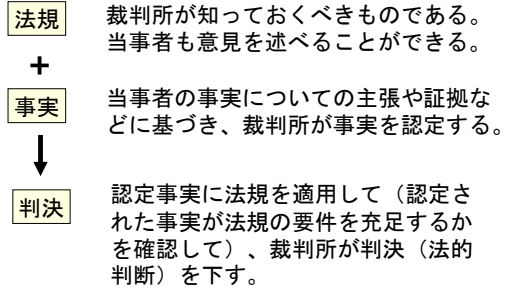 法規
裁判所が知っておくべきものである。
当事者も意見を述べることができる。
+
事実
当事者の事実についての主張や証拠な
どに基づき、裁判所が事実を認定する。
判決
認定事実に法規を適用して（認定さ
れた事実が法規の要件を充足するか
を確認して）、裁判所が判決（法的
判断）を下す。